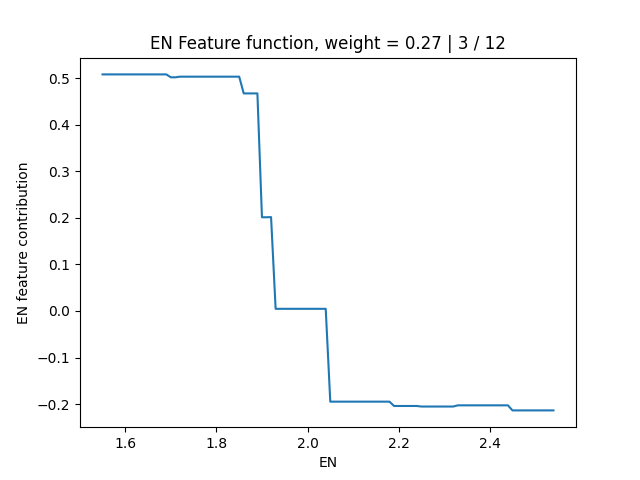 EN Feature function, weight = 0.27 | 3 / 12
EN feature contribution
0.5
0.4
0.3
0.2
0.1
0.0
−0.1
−0.2
1.6 1.8 2.0 2.2 2.4
EN